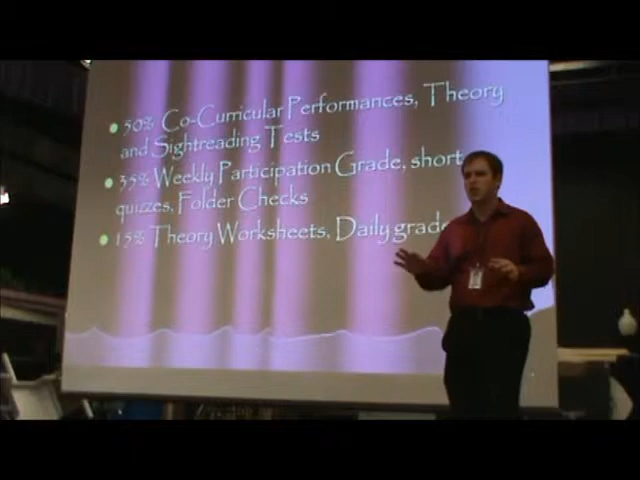 50% Co-Curricular Performances, Theory
and Sightreading Tests
35% Weekly Participation Grade, short
quizzes, Folder Checks
15% Theory Worksheets, Daily grade